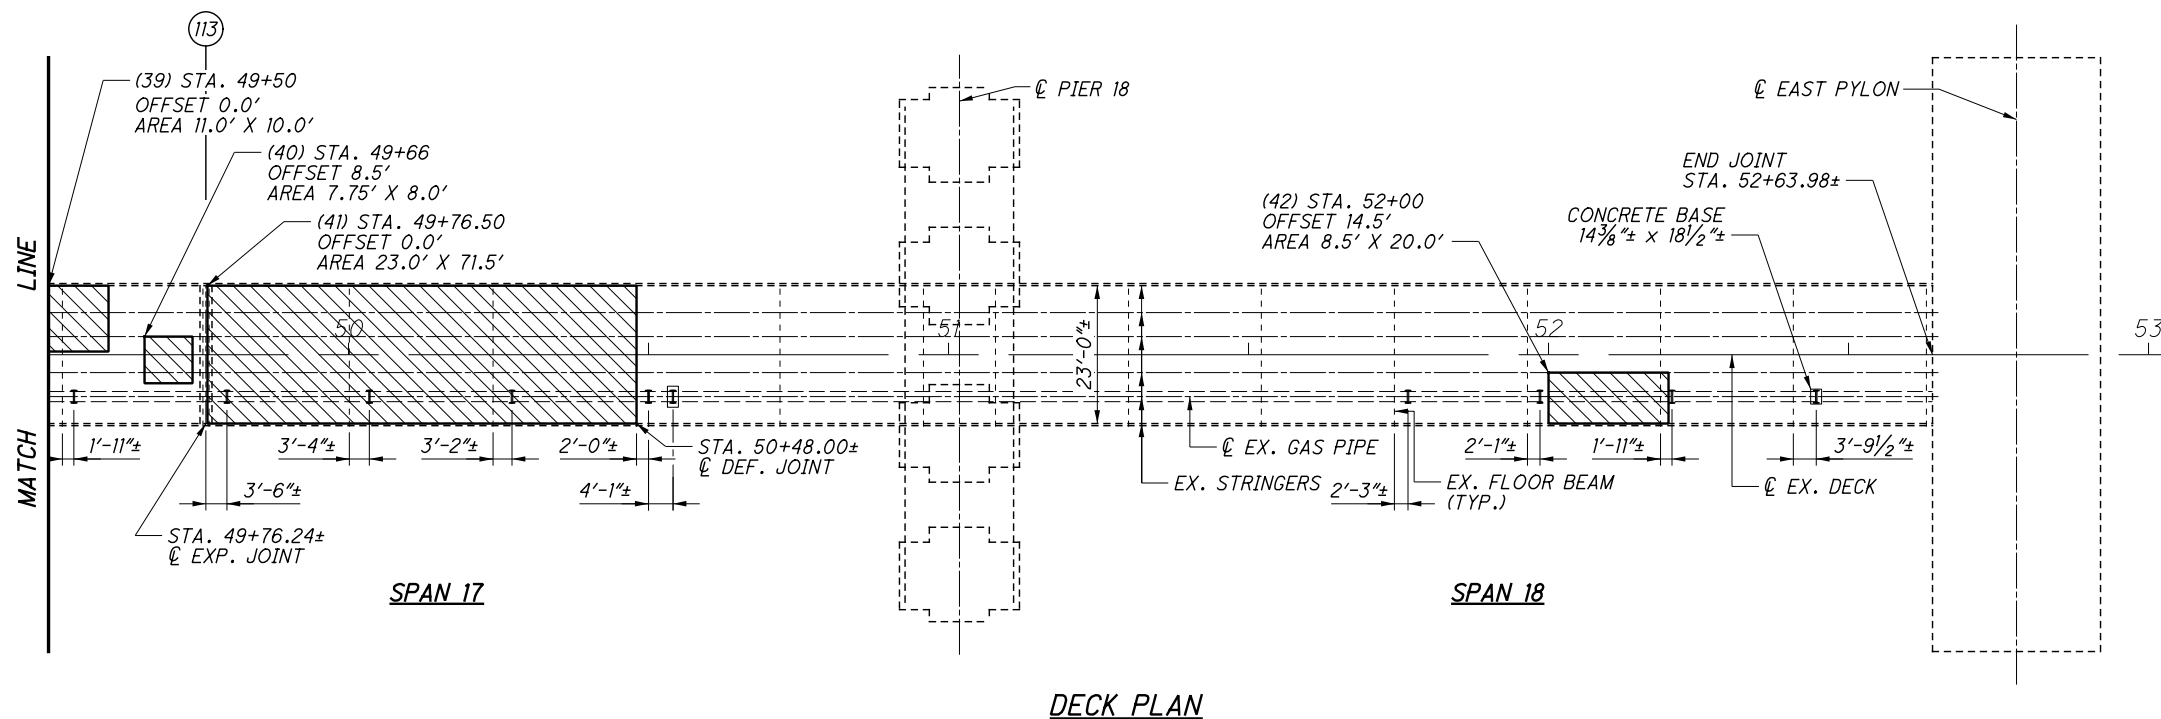 113
(39) STA. 49+50
OFFSET 0.0'
AREA 11.0' X 10.0'
(40) STA. 49+66
OFFSET 8.5'
AREA 7.75' X 8.0'
(41) STA. 49+76.50
OFFSET 0.0'
AREA 23.0' X 71.5'
℄ PIER 18
℄ EAST PYLON
END JOINT
STA. 52+63.98±
(42) STA. 52+00
OFFSET 14.5'
AREA 8.5' X 20.0'
CONCRETE BASE
14⅜"± x 18½"±
MATCH LINE
50
51
52
53
23'-0"±
1'-11"±
3'-4"±
3'-2"±
2'-0"±
STA. 50+48.00±
℄ DEF. JOINT
℄ EX. GAS PIPE
2'-1"±
1'-11"±
3'-9½"±
3'-6"±
4'-1"±
EX. STRINGERS
2'-3"±
EX. FLOOR BEAM
(TYP.)
℄ EX. DECK
STA. 49+76.24±
℄ EXP. JOINT
SPAN 17
SPAN 18
DECK PLAN